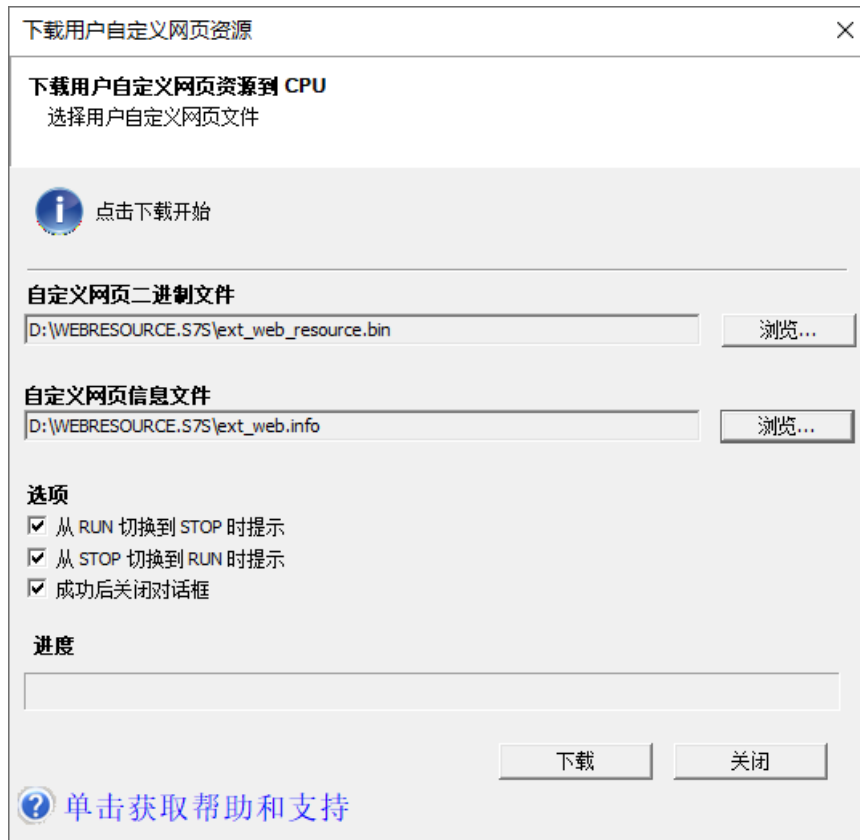 下载用户自定义网页资源
下载用户自定义网页资源到 CPU
选择用户自定义网页文件
点击下载开始
自定义网页二进制文件
D:\WEBRESOURCE.S7S\ext_web_resource.bin
浏览...
自定义网页信息文件
D:\WEBRESOURCE.S7S\ext_web.info
浏览...
选项
从 RUN 切换到 STOP 时提示
从 STOP 切换到 RUN 时提示
成功后关闭对话框
进度
下载 关闭
单击获取帮助和支持